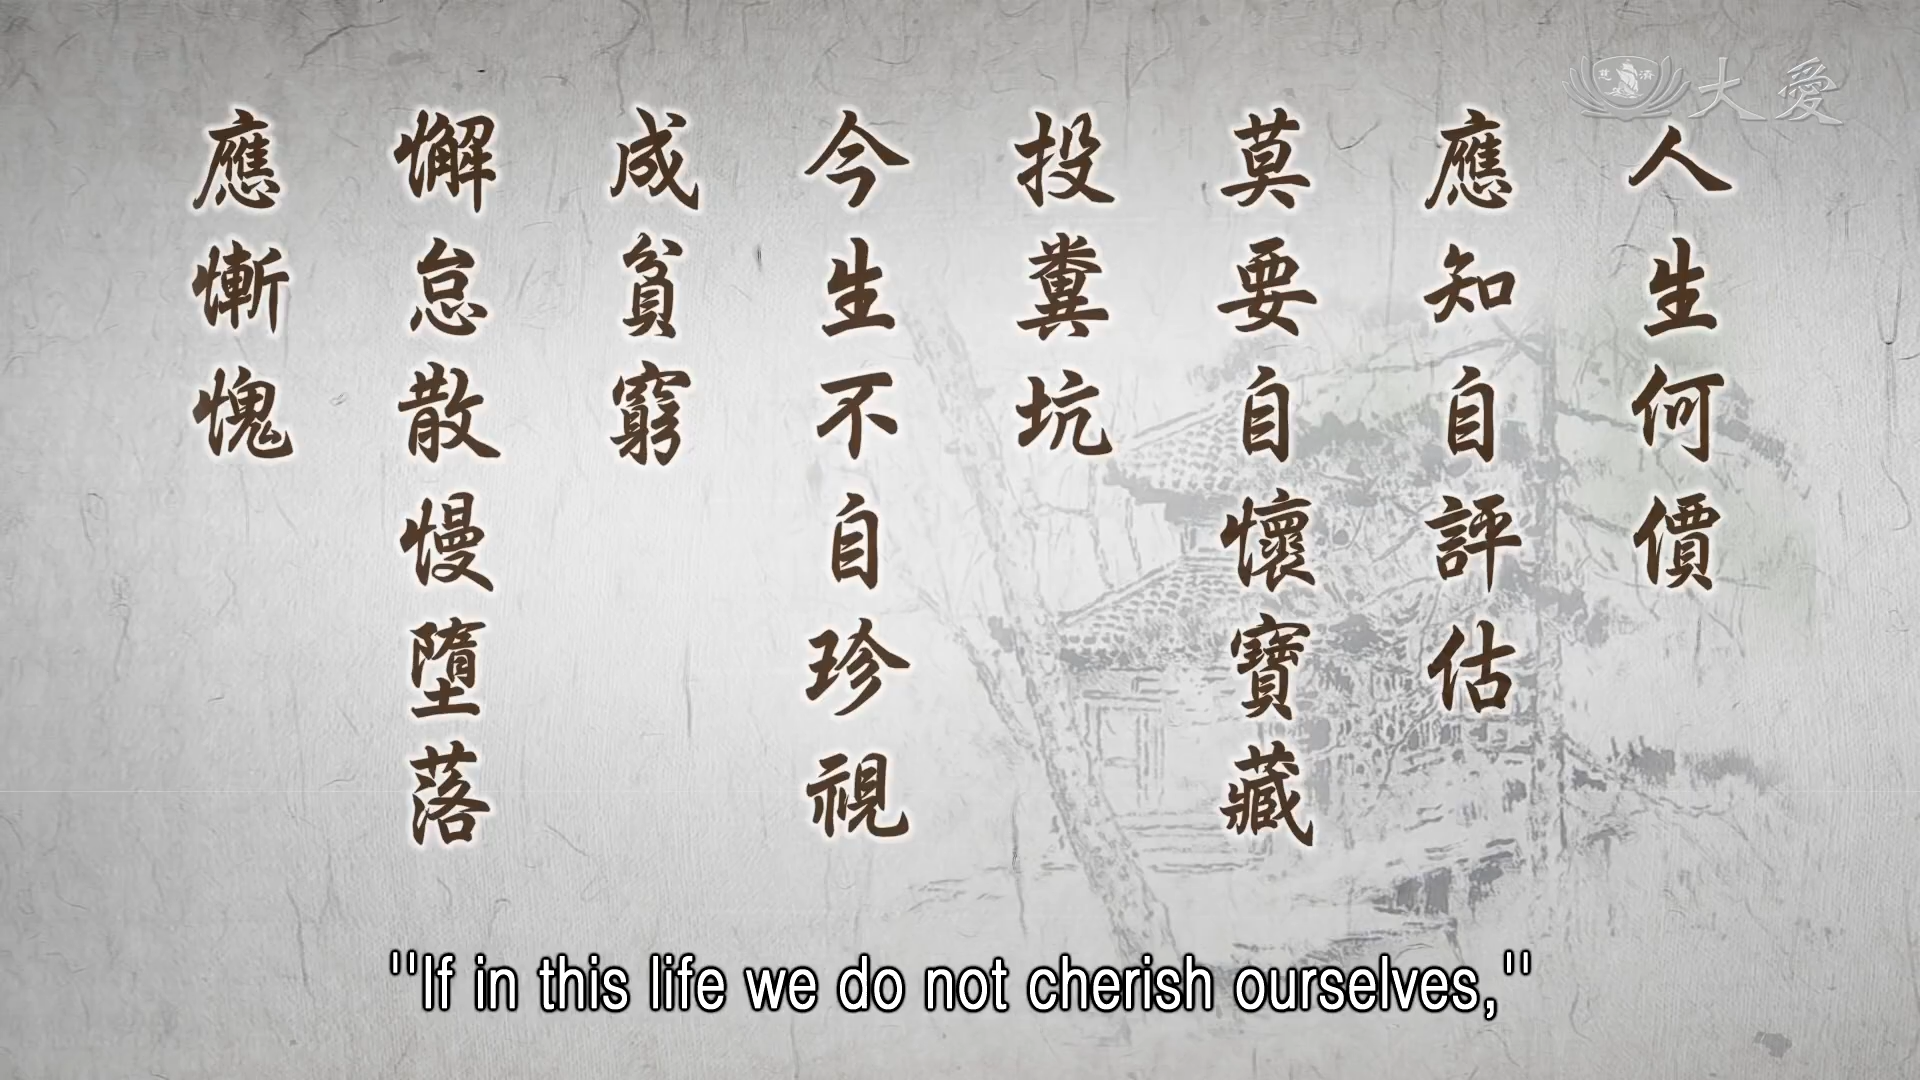 人生何價
應知自評估
莫要自懷寶藏
投糞坑
今生不自珍視
成貧窮
懈怠散慢墮落
應慚愧
慈濟
大愛
"If in this life we do not cherish ourselves,"